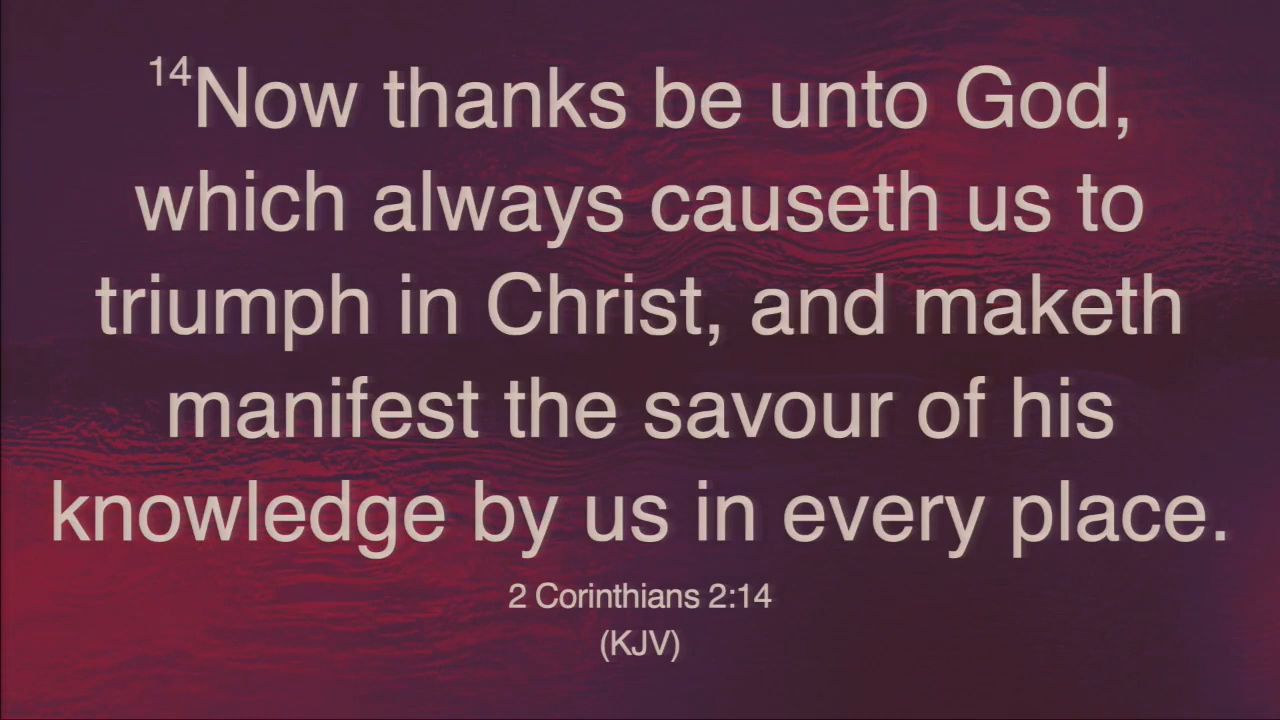 14Now thanks be unto God,
which always causeth us to
triumph in Christ, and maketh
manifest the savour of his
knowledge by us in every place.
2 Corinthians 2:14
(KJV)